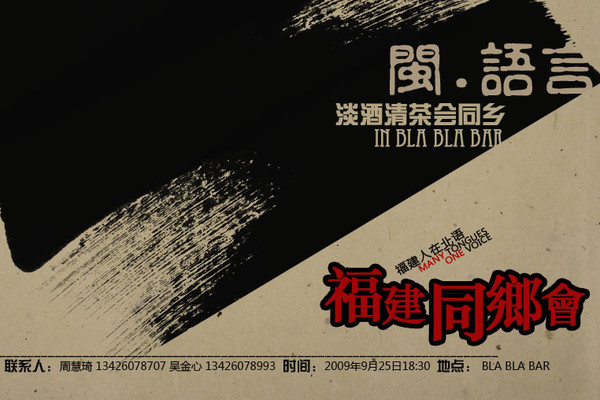 閩·語言
淡酒清茶会同乡
IN BLA BLA BAR
福建人在北语
MANY TONGUES
ONE VOICE
福建同鄉會
联系人: 周慧琦 13426078707 吴金心 13426078993 时间: 2009年9月25日18:30 地点: BLA BLA BAR